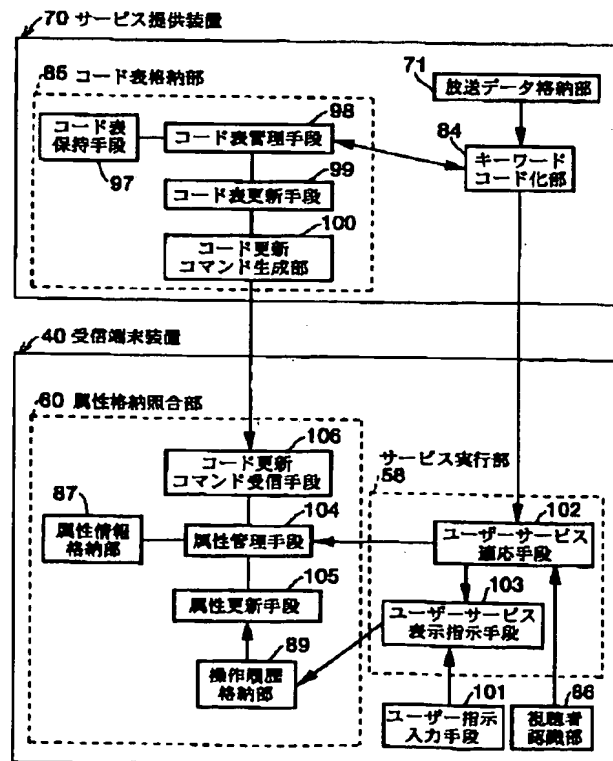 70 サービス提供装置
85 コード表格納部
71
放送データ格納部
98
コード表
保持手段
コード表管理手段
84
キーワード
コード化部
97
99
コード表更新手段
100
コード更新
コマンド生成部
40 受信端末装置
60 属性格納照合部
106
コード更新
コマンド受信手段
サービス実行部
58
87
属性情報
格納部
104
属性管理手段
102
ユーザーサービス
適応手段
105
属性更新手段
103
ユーザーサービス
表示指示手段
89
操作履歴
格納部
101
ユーザー指示
入力手段
86
視聴者
認識部